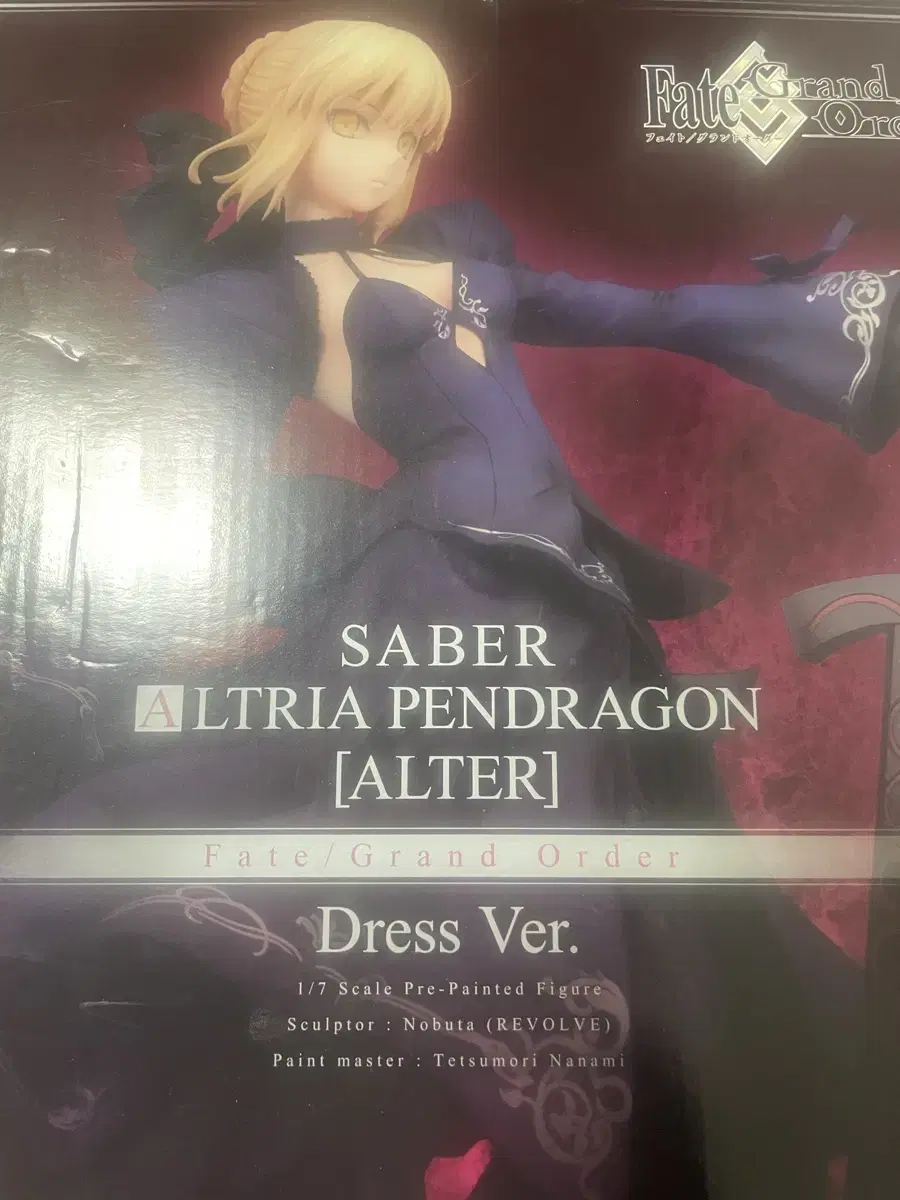 Fate Grand
Ord
フェイト/グランドオーダー
SABER
ALTRIA PENDRAGON
[ALTER]
Fate/Grand Order
Dress Ver.
1/7 Scale Pre-Painted Figure
Sculptor : Nobuta (REVOLVE)
Paint master : Tetsumori Nanami